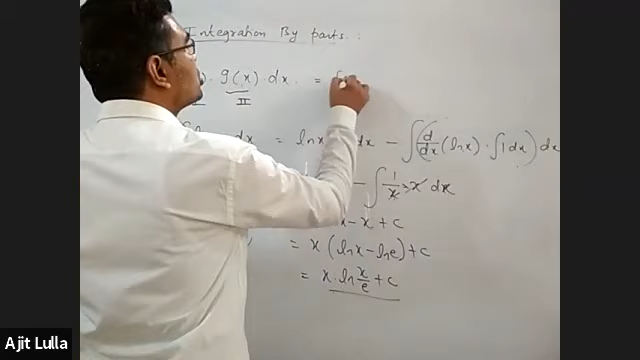 Integration By parts :
) · g(x) · dx = f
II
dx = ln x dx - ∫(d/dx (ln x) · ∫1 dx) dx
- ∫ 1/x · x dx
x - x + c
= x (ln x - ln e) + c
= x · ln x/e + c
Ajit Lulla